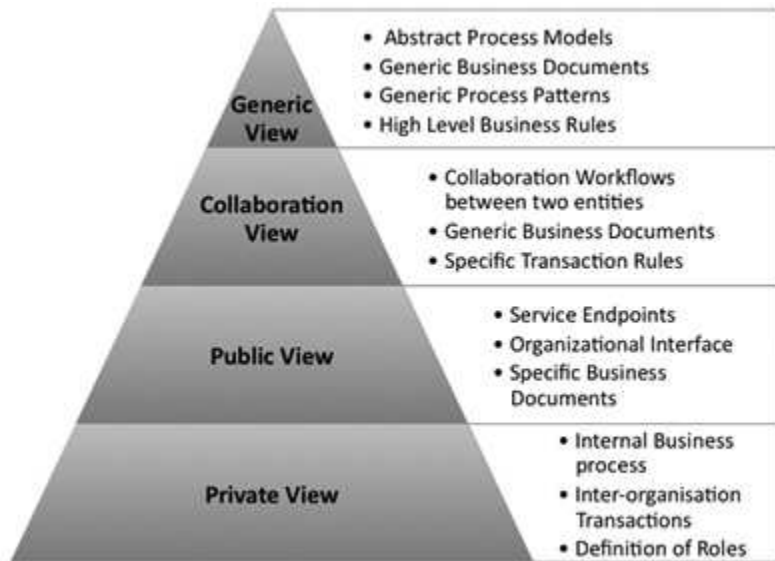 Generic
View
• Abstract Process Models
• Generic Business Documents
• Generic Process Patterns
• High Level Business Rules
Collaboration
View
• Collaboration Workflows
between two entities
• Generic Business Documents
• Specific Transaction Rules
Public View
• Service Endpoints
• Organizational Interface
• Specific Business
Documents
Private View
• Internal Business
process
• Inter-organisation
Transactions
• Definition of Roles